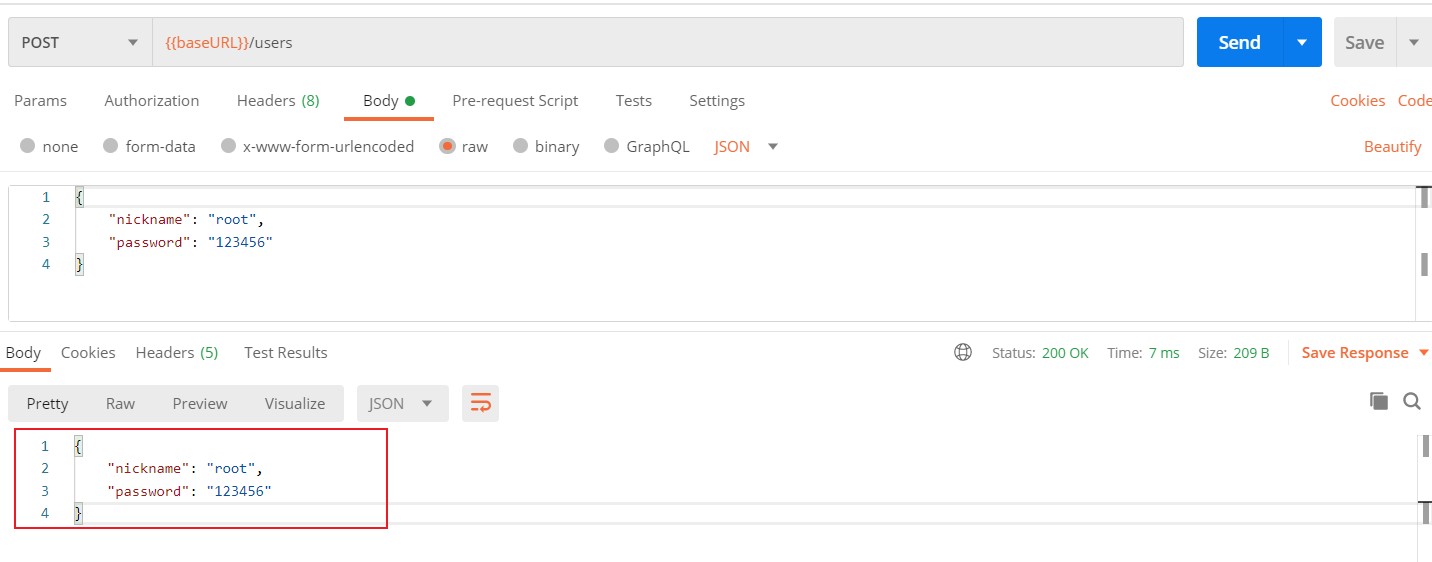 POST {{baseURL}}/users Send Save
Params Authorization Headers (8) Body Pre-request Script Tests Settings Cookies Code
none form-data x-www-form-urlencoded raw binary GraphQL JSON Beautify
1 {
2 "nickname": "root",
3 "password": "123456"
4 }
Body Cookies Headers (5) Test Results Status: 200 OK Time: 7 ms Size: 209 B Save Response
Pretty Raw Preview Visualize JSON
1 {
2 "nickname": "root",
3 "password": "123456"
4 }